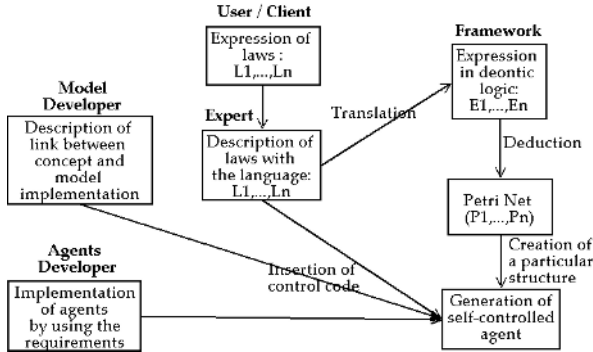 User / Client
Expression of
laws :
L1,...,Ln
Framework
Expression
in deontic
logic:
E1,...,En
Model
Developer
Description of
link between
concept and
model
implementation
Expert
Description of
laws with
the language:
L1,...,Ln
Translation
Deduction
Petri Net
(P1,...,Pn)
Creation of
a particular
structure
Agents
Developer
Implementation
of agents
by using the
requirements
Insertion of
control code
Generation of
self-controlled
agent